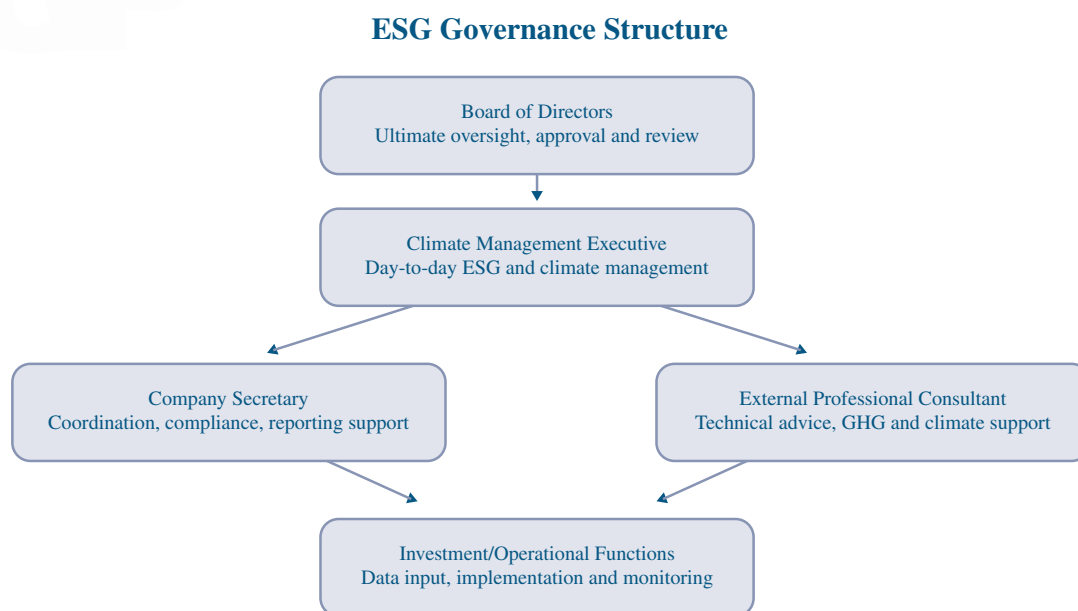 ESG Governance Structure
Board of Directors
Ultimate oversight, approval and review
Climate Management Executive
Day-to-day ESG and climate management
Company Secretary
Coordination, compliance, reporting support
External Professional Consultant
Technical advice, GHG and climate support
Investment/Operational Functions
Data input, implementation and monitoring